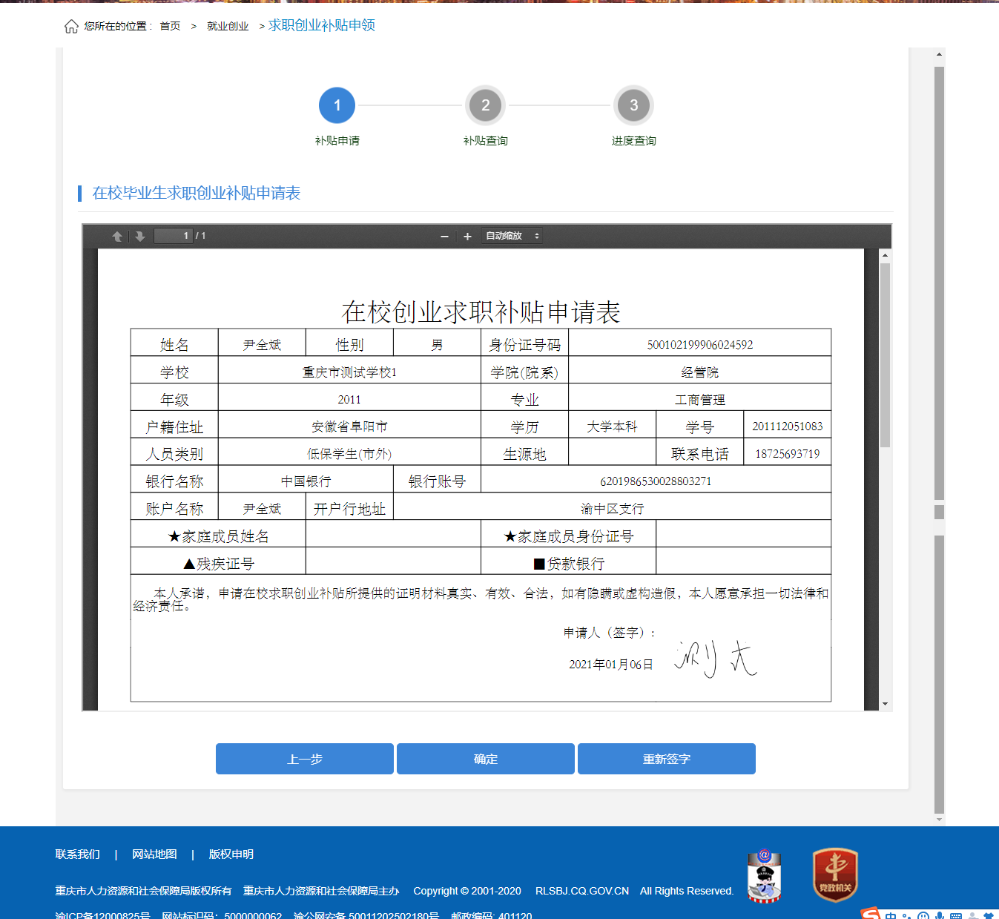 您所在的位置： 首页 > 就业创业 > 求职创业补贴申领
1 2 3
补贴申请 补贴查询 进度查询
在校毕业生求职创业补贴申请表
1 / 1 − + 自动缩放
在校创业求职补贴申请表
姓名 尹全斌 性别 男 身份证号码 500102199906024592
学校 重庆市测试学校1 学院(院系) 经管院
年级 2011 专业 工商管理
户籍住址 安徽省阜阳市 学历 大学本科 学号 201112051083
人员类别 低保学生(市外) 生源地 联系电话 18725693719
银行名称 中国银行 银行账号 6201986530028803271
账户名称 尹全斌 开户行地址 渝中区支行
★家庭成员姓名 ★家庭成员身份证号
▲残疾证号 ■贷款银行
本人承诺，申请在校求职创业补贴所提供的证明材料真实、有效、合法，如有隐瞒或虚构造假，本人愿意承担一切法律和
经济责任。
申请人（签字）:
2021年01月06日
上一步 确定 重新签字
联系我们 | 网站地图 | 版权申明
重庆市人力资源和社会保障局版权所有 重庆市人力资源和社会保障局主办 Copyright © 2001-2020 RLSBJ.CQ.GOV.CN All Rights Reserved.
党政机关
渝ICP备12000825号 网站标识码：5000000062 渝公网安备 50011202502180号 邮政编码: 401120
中